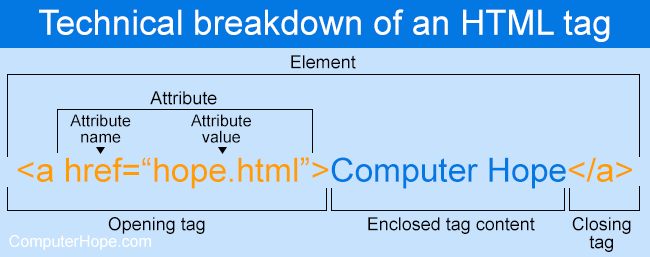 Technical breakdown of an HTML tag
Element
Attribute
Attribute name
Attribute value
<a href=“hope.html”>Computer Hope</a>
Opening tag
Enclosed tag content
Closing tag
ComputerHope.com